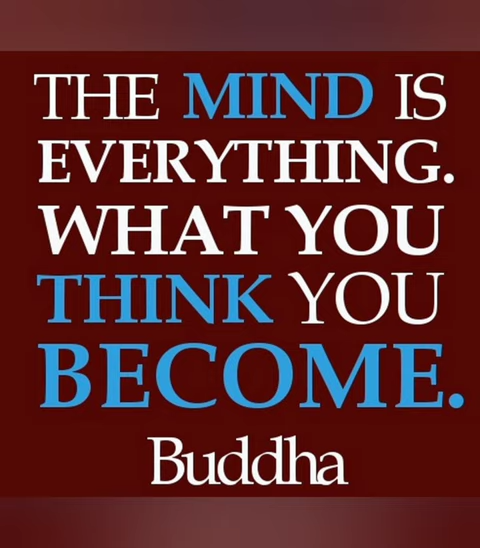 THE MIND IS
EVERYTHING.
WHAT YOU
THINK YOU
BECOME.
Buddha